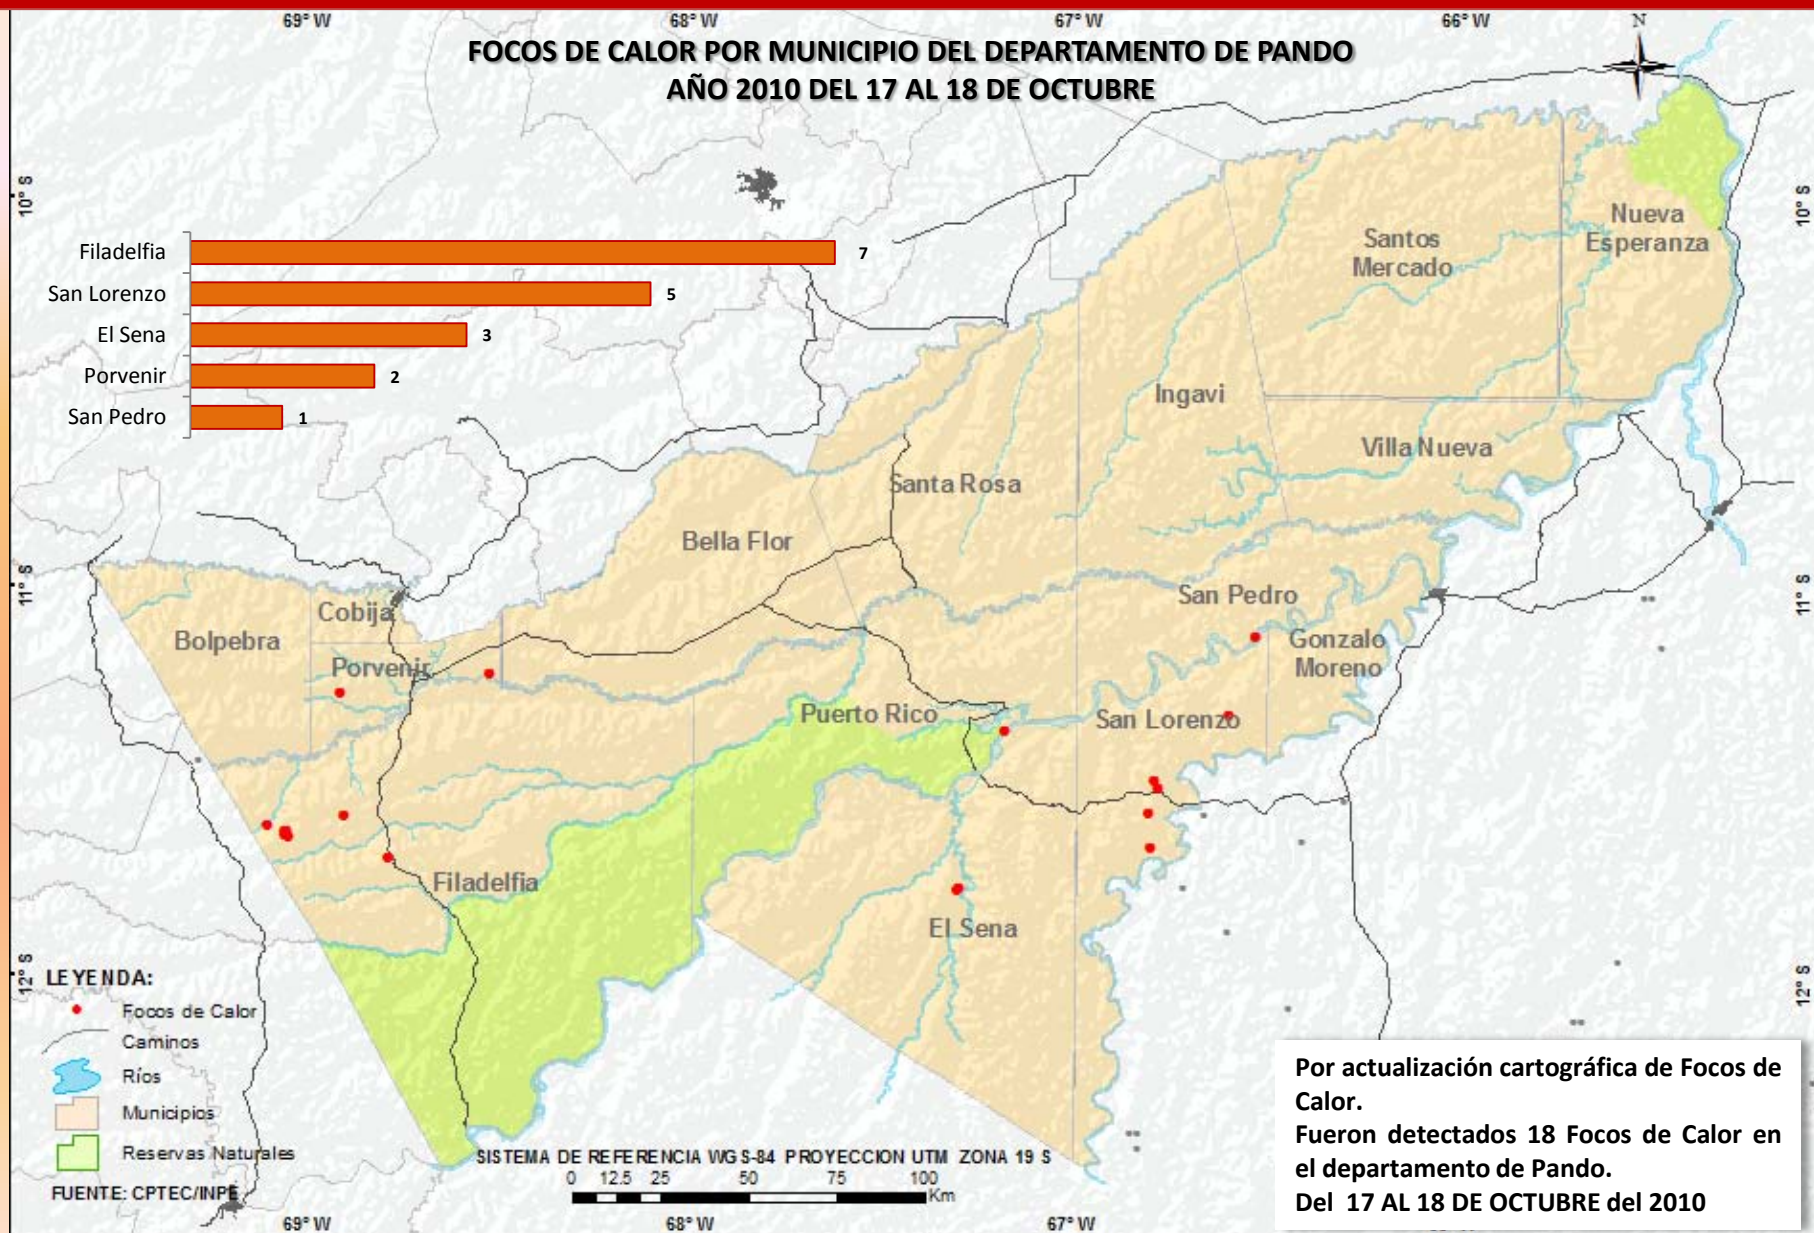 69° W
68° W
67° W
66° W
N
FOCOS DE CALOR POR MUNICIPIO DEL DEPARTAMENTO DE PANDO
AÑO 2010 DEL 17 AL 18 DE OCTUBRE
10° S
10° S
Filadelfia
7
San Lorenzo
5
El Sena
3
Porvenir
2
San Pedro
1
Nueva
Esperanza
Santos
Mercado
Ingavi
Villa Nueva
Santa Rosa
Bella Flor
11° S
11° S
San Pedro
Cobija
Bolpebra
Porvenir
Gonzalo
Moreno
Puerto Rico
San Lorenzo
Filadelfia
El Sena
12° S
12° S
LEYENDA:
Focos de Calor
Caminos
Ríos
Municipios
Reservas Naturales
FUENTE: CPTEC/INPE
SISTEMA DE REFERENCIA WGS-84 PROYECCION UTM ZONA 19 S
0 12.5 25 50 75 100
Km
Por actualización cartográfica de Focos de
Calor.
Fueron detectados 18 Focos de Calor en
el departamento de Pando.
Del 17 AL 18 DE OCTUBRE del 2010
69° W
68° W
67° W